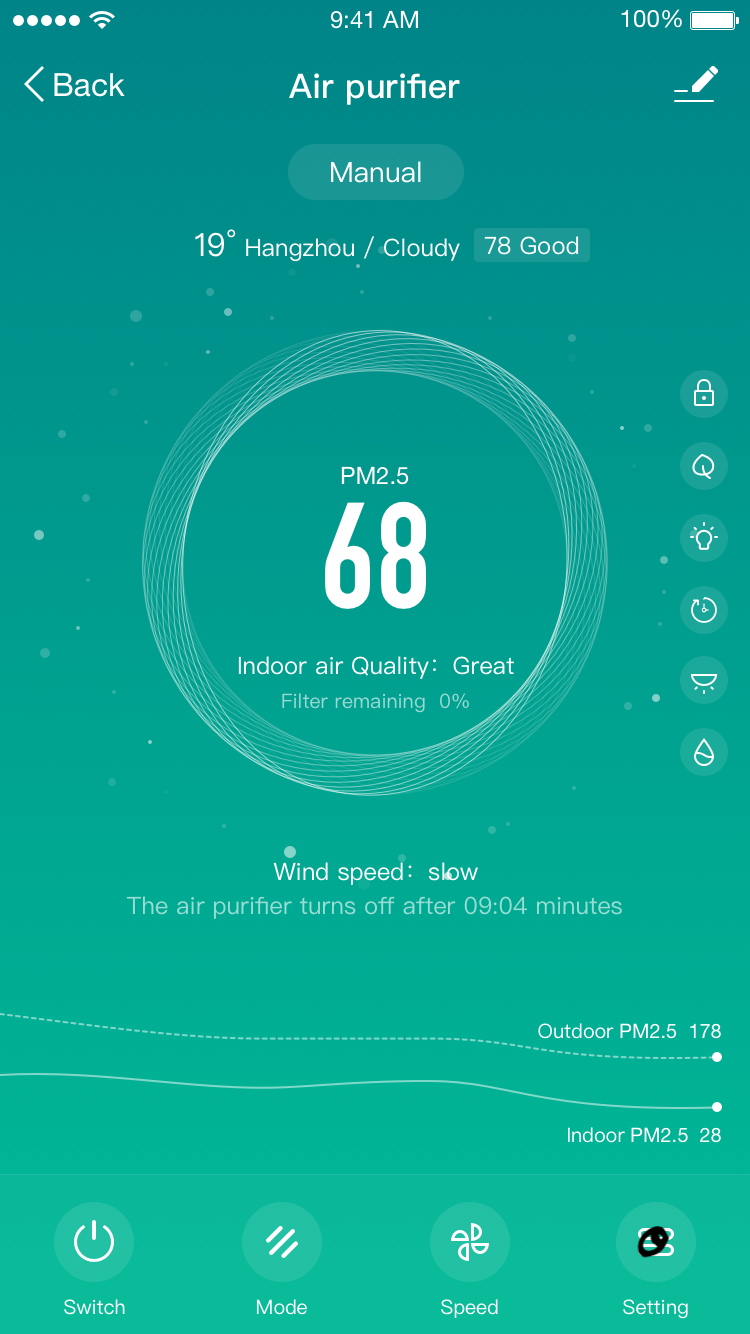 9:41 AM 100%
Back Air purifier
Manual
19° Hangzhou / Cloudy 78 Good
PM2.5
68
Indoor air Quality: Great
Filter remaining 0%
Wind speed: slow
The air purifier turns off after 09:04 minutes
Outdoor PM2.5 178
Indoor PM2.5 28
Switch Mode Speed Setting